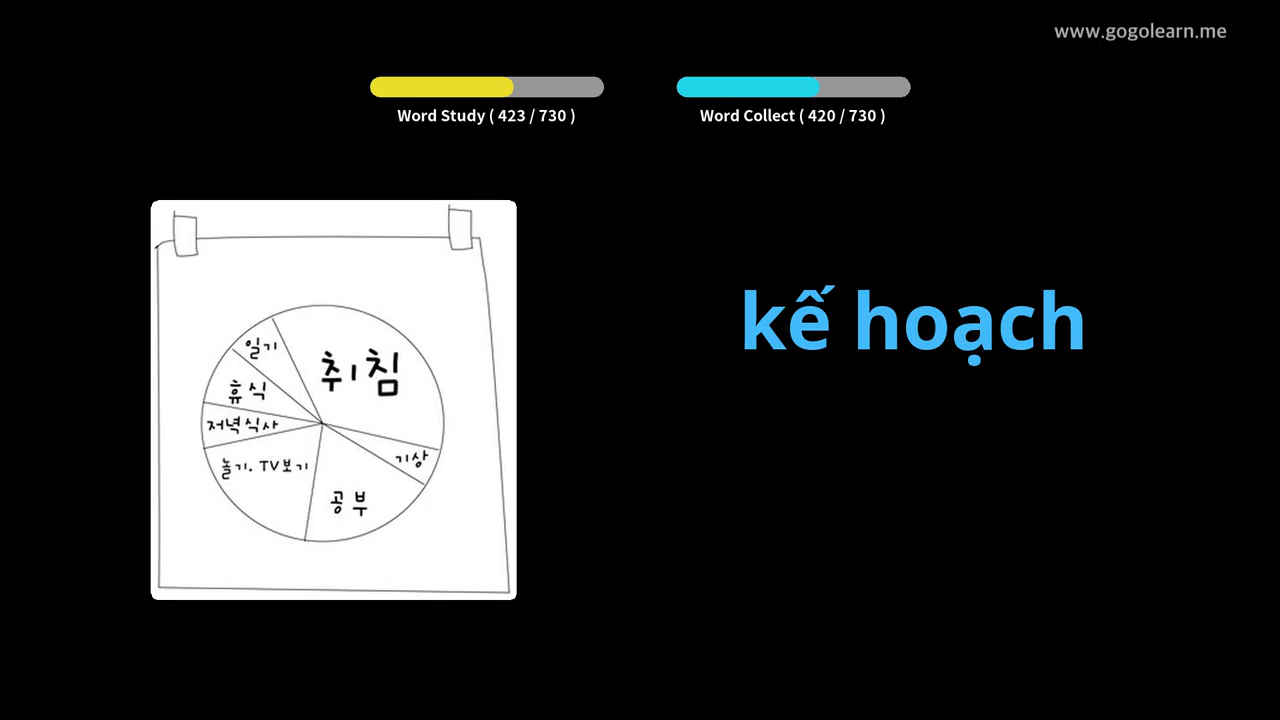 www.gogolearn.me
Word Study ( 423 / 730 )
Word Collect ( 420 / 730 )
일기
취침
휴식
저녁식사
놀기. TV보기
기상
공부
kế hoạch